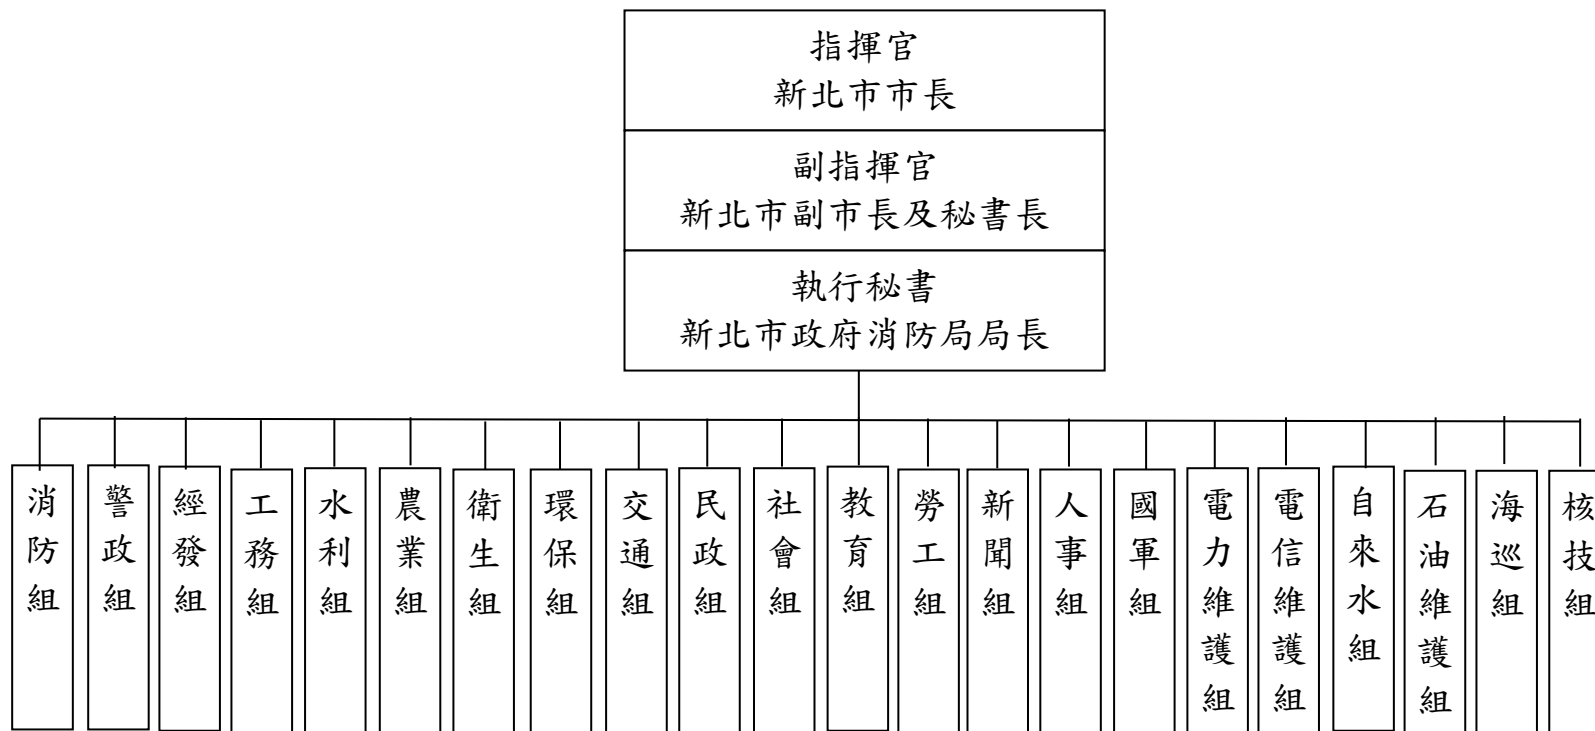 指揮官
新北市市長
副指揮官
新北市副市長及秘書長
執行秘書
新北市政府消防局局長
消防組
警政組
經發組
工務組
水利組
農業組
衛生組
環保組
交通組
民政組
社會組
教育組
勞工組
新聞組
人事組
國軍組
電力維護組
電信維護組
自來水組
石油維護組
海巡組
核技組